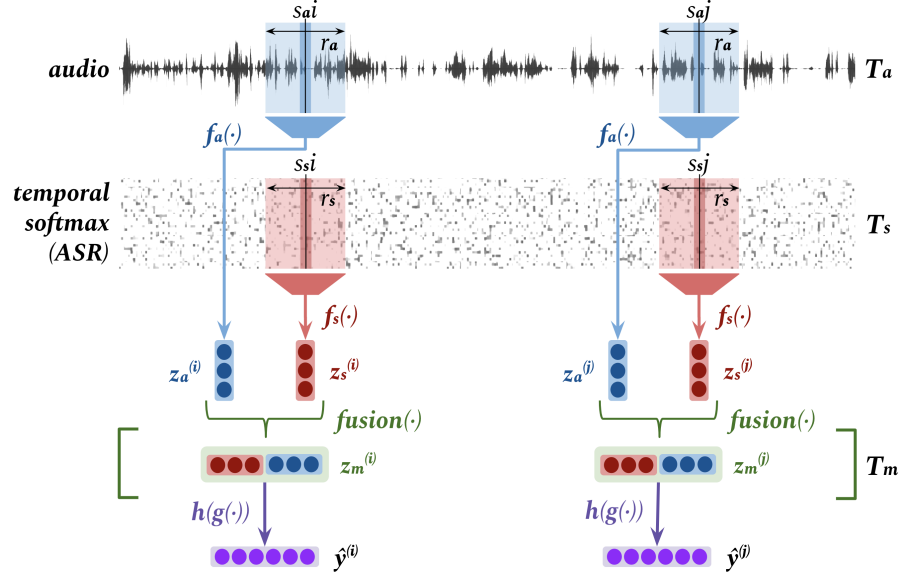 sai saj
ra ra
audio Ta
fa(·) fa(·)
ssi ssj
temporal rs rs
softmax Ts
(ASR)
fs(·) fs(·)
za(i) zs(i) za(j) zs(j)
fusion(·) fusion(·)
zm(i) zm(j) Tm
h(g(·)) h(g(·))
ŷ(i) ŷ(j)